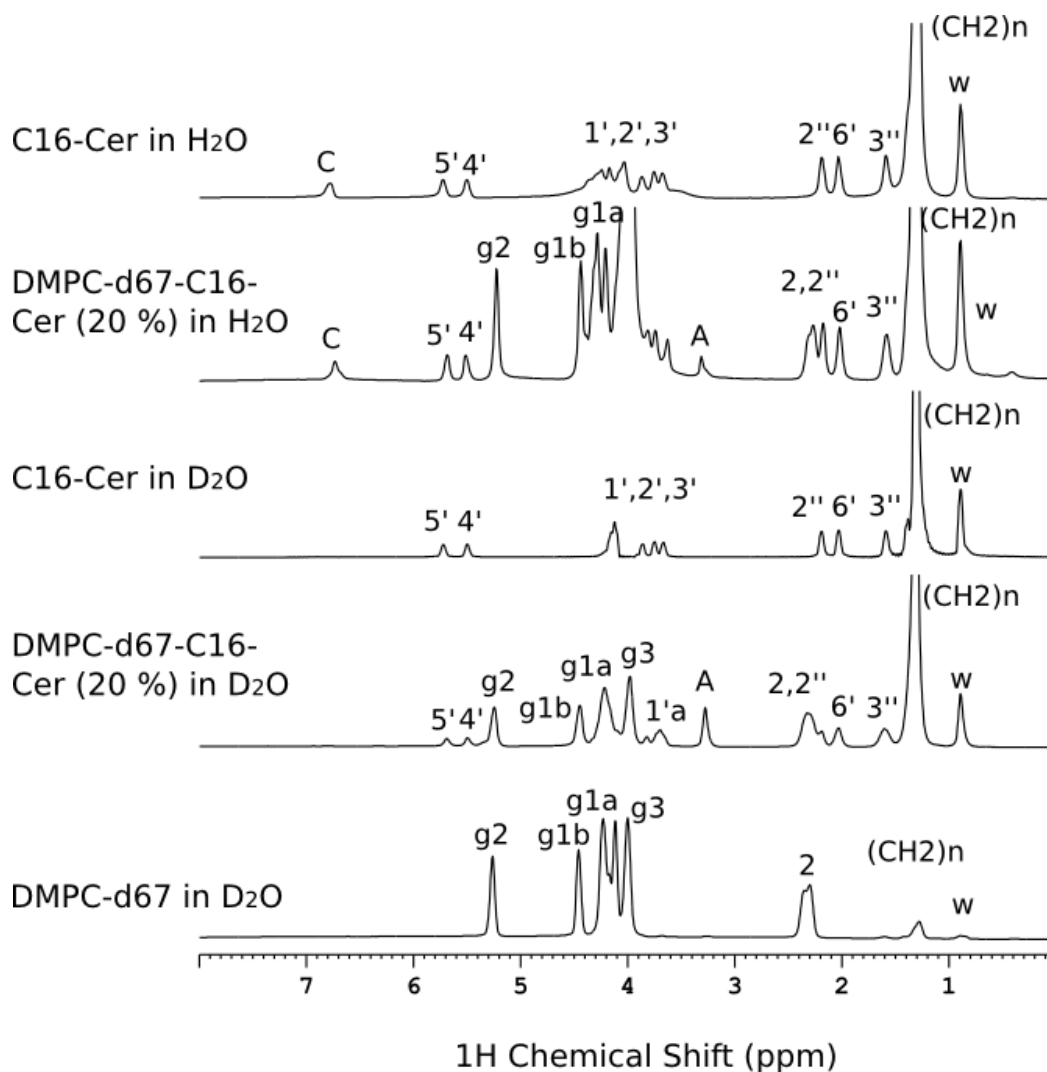 (CH2)n
w
C16-Cer in H2O
C
5' 4'
1',2',3'
2'' 6' 3''
(CH2)n
DMPC-d67-C16-
Cer (20 %) in H2O
C
5' 4'
g2
g1b
g1a
A
2,2''
6' 3''
w
(CH2)n
C16-Cer in D2O
5' 4'
1',2',3'
2'' 6' 3''
w
(CH2)n
DMPC-d67-C16-
Cer (20 %) in D2O
5' 4'
g2
g1b
g1a
g3
1'a
A
2,2''
6' 3''
w
DMPC-d67 in D2O
g2
g1b
g1a
g3
2
(CH2)n
w
7 6 5 4 3 2 1
1H Chemical Shift (ppm)